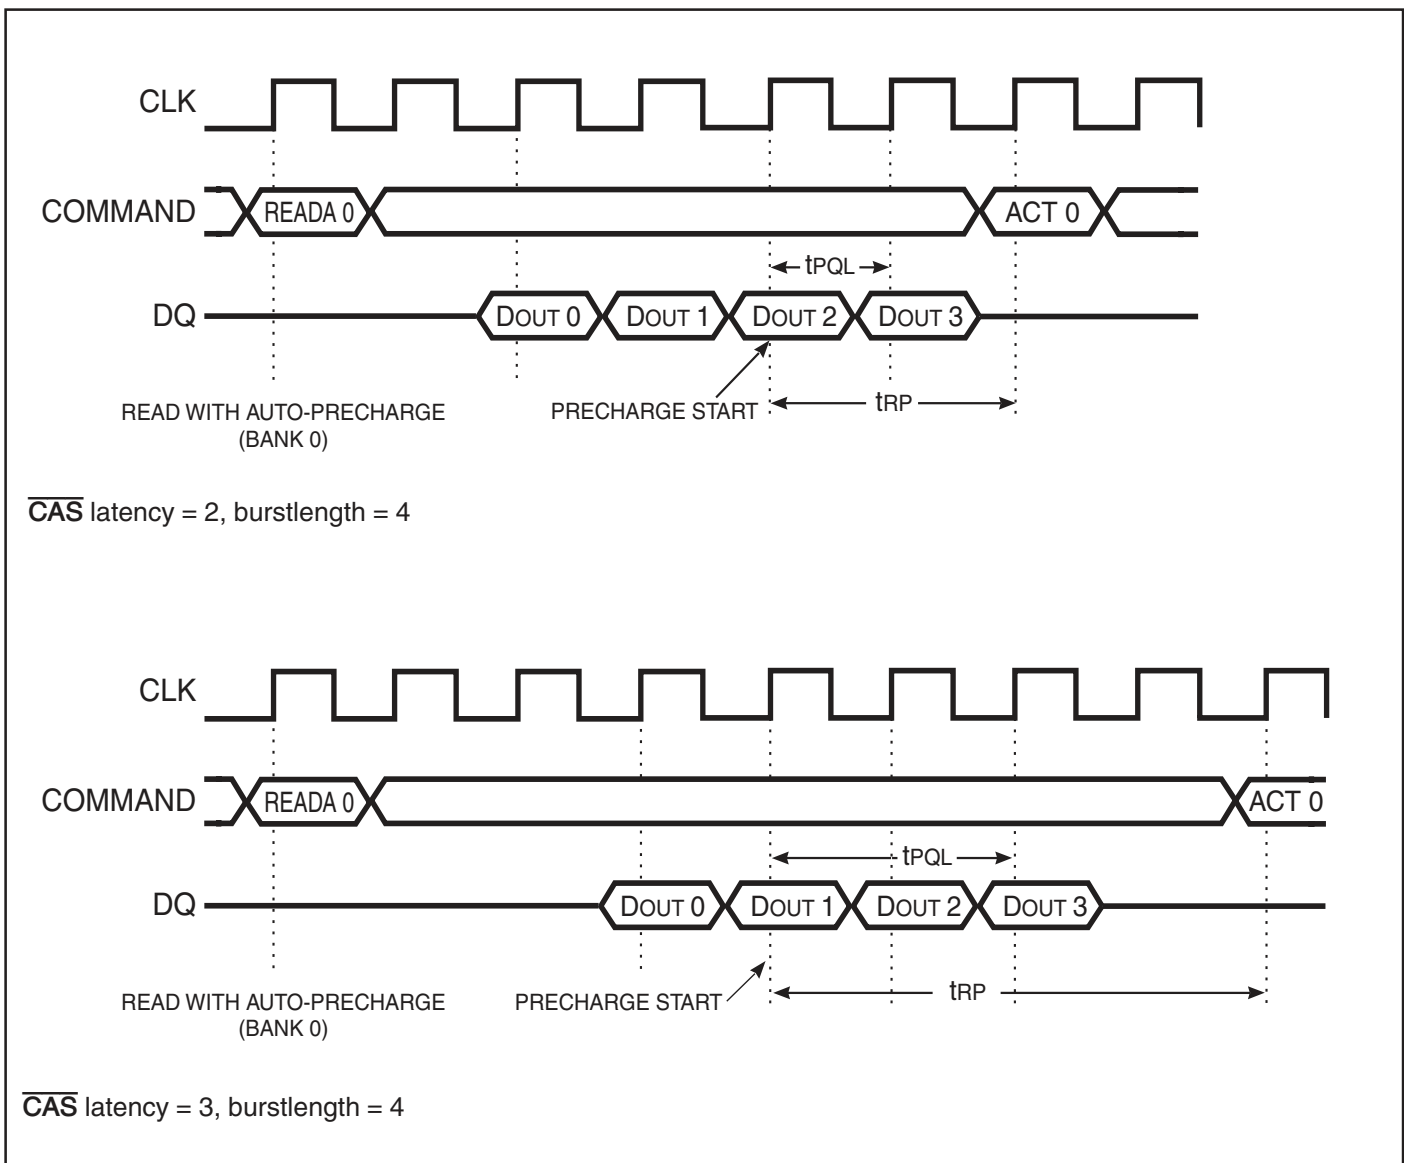 CLK
COMMAND
READA 0
ACT 0
tPQL
DQ
DOUT 0
DOUT 1
DOUT 2
DOUT 3
READ WITH AUTO-PRECHARGE
(BANK 0)
PRECHARGE START
tRP
CAS latency = 2, burstlength = 4
CLK
COMMAND
READA 0
ACT 0
tPQL
DQ
DOUT 0
DOUT 1
DOUT 2
DOUT 3
READ WITH AUTO-PRECHARGE
(BANK 0)
PRECHARGE START
tRP
CAS latency = 3, burstlength = 4